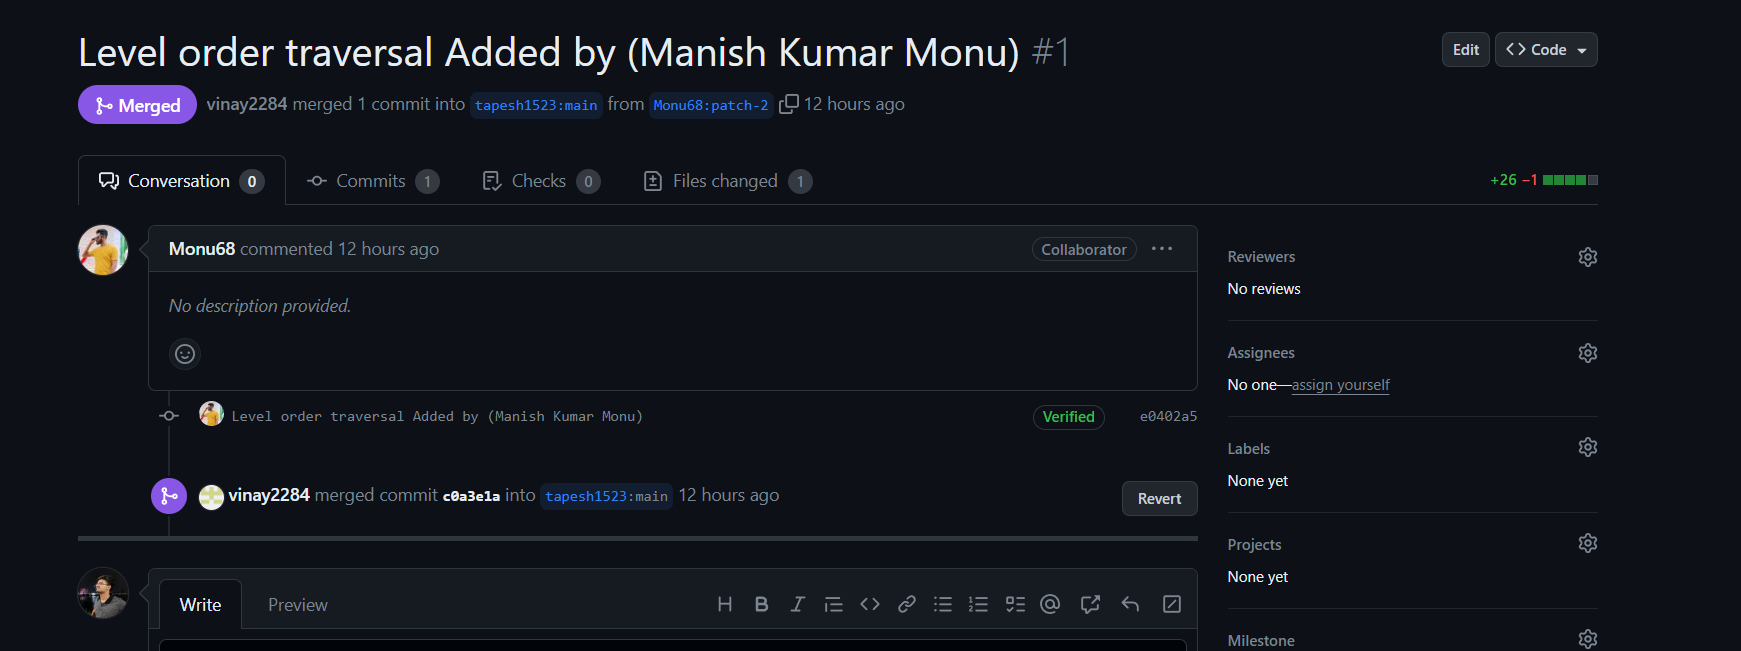 Level order traversal Added by (Manish Kumar Monu) #1
Edit
Code
Merged
vinay2284 merged 1 commit into tapesh1523:main from Monu68:patch-2 12 hours ago
Conversation 0
Commits 1
Checks 0
Files changed 1
+26 −1
Monu68 commented 12 hours ago
Collaborator
No description provided.
Level order traversal Added by (Manish Kumar Monu)
Verified
e0402a5
vinay2284 merged commit c0a3e1a into tapesh1523:main 12 hours ago
Revert
Write
Preview
Reviewers
No reviews
Assignees
No one—assign yourself
Labels
None yet
Projects
None yet
Milestone